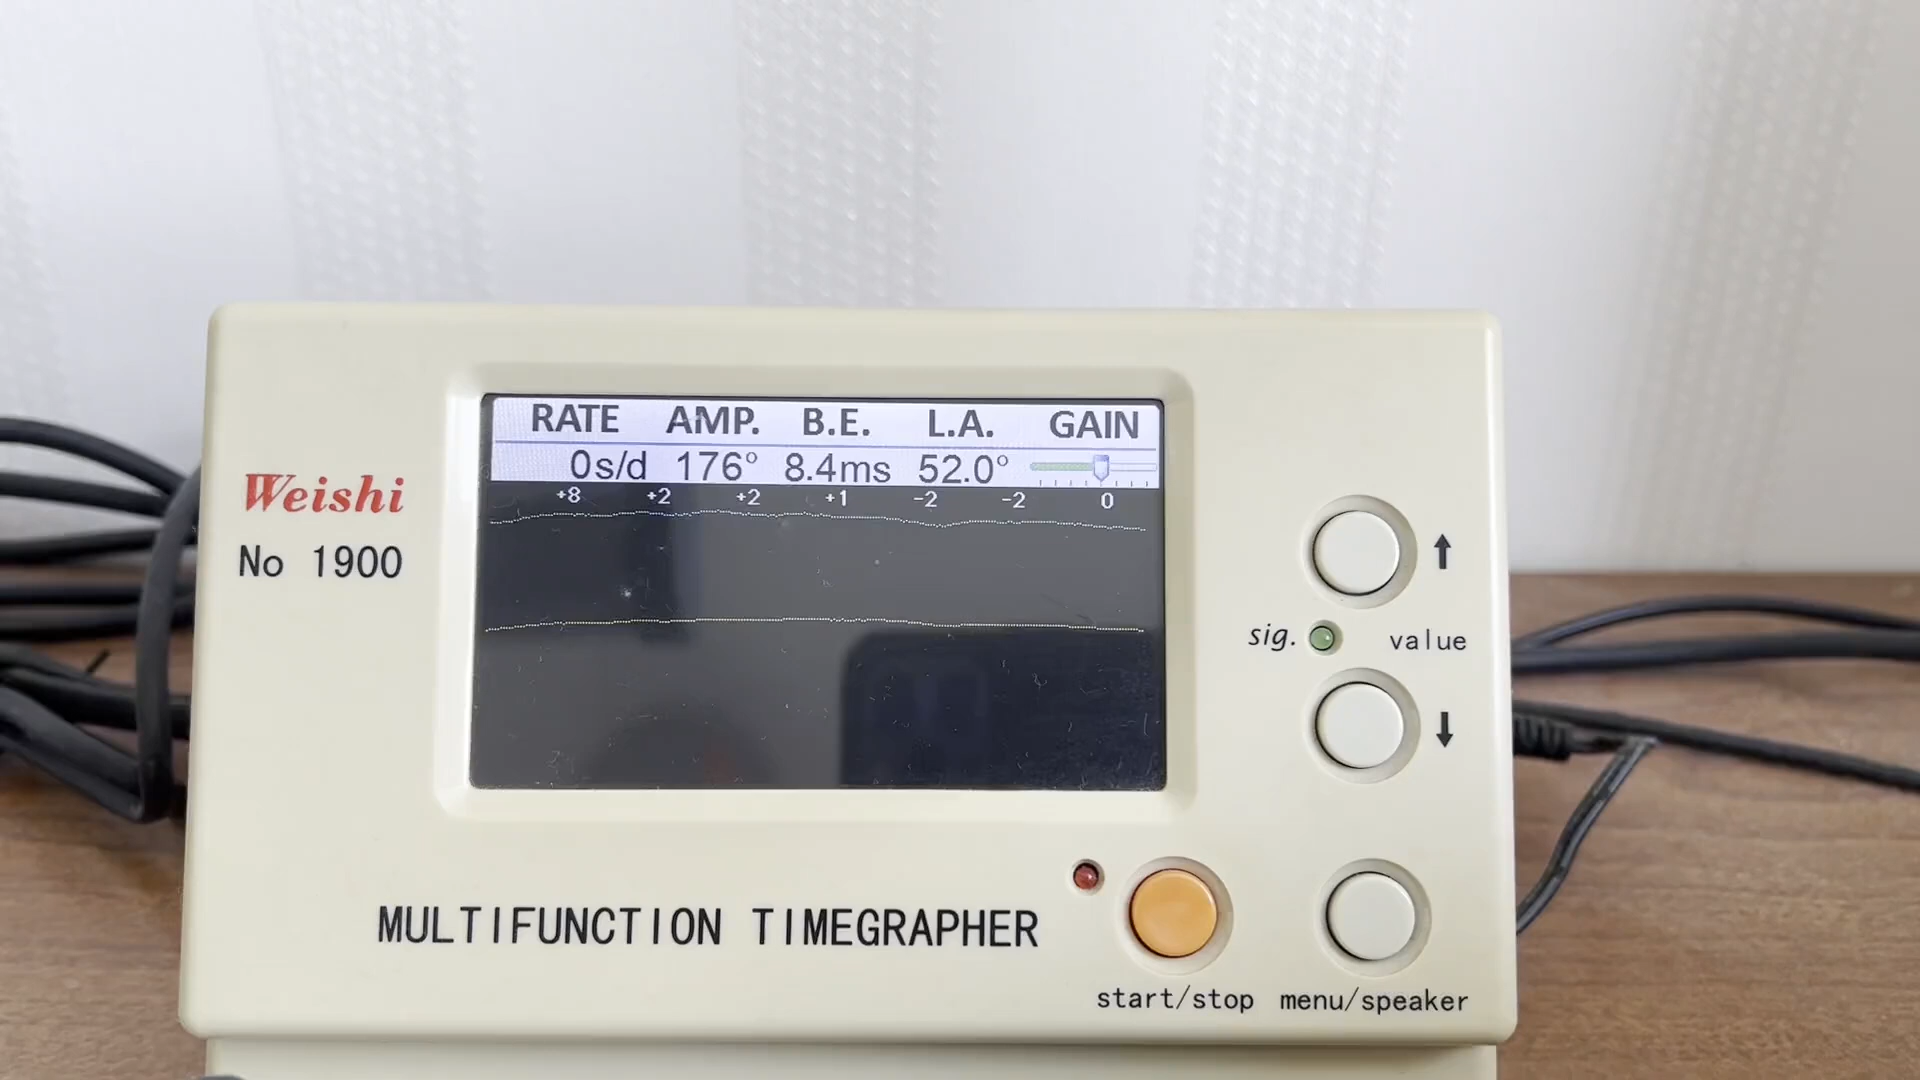 RATE AMP. B.E. L.A. GAIN
0s/d 176° 8.4ms 52.0°
+8 +2 +2 +1 -2 -2 0
Weishi
No 1900
↑
sig. value
↓
MULTIFUNCTION TIMEGRAPHER
start/stop menu/speaker